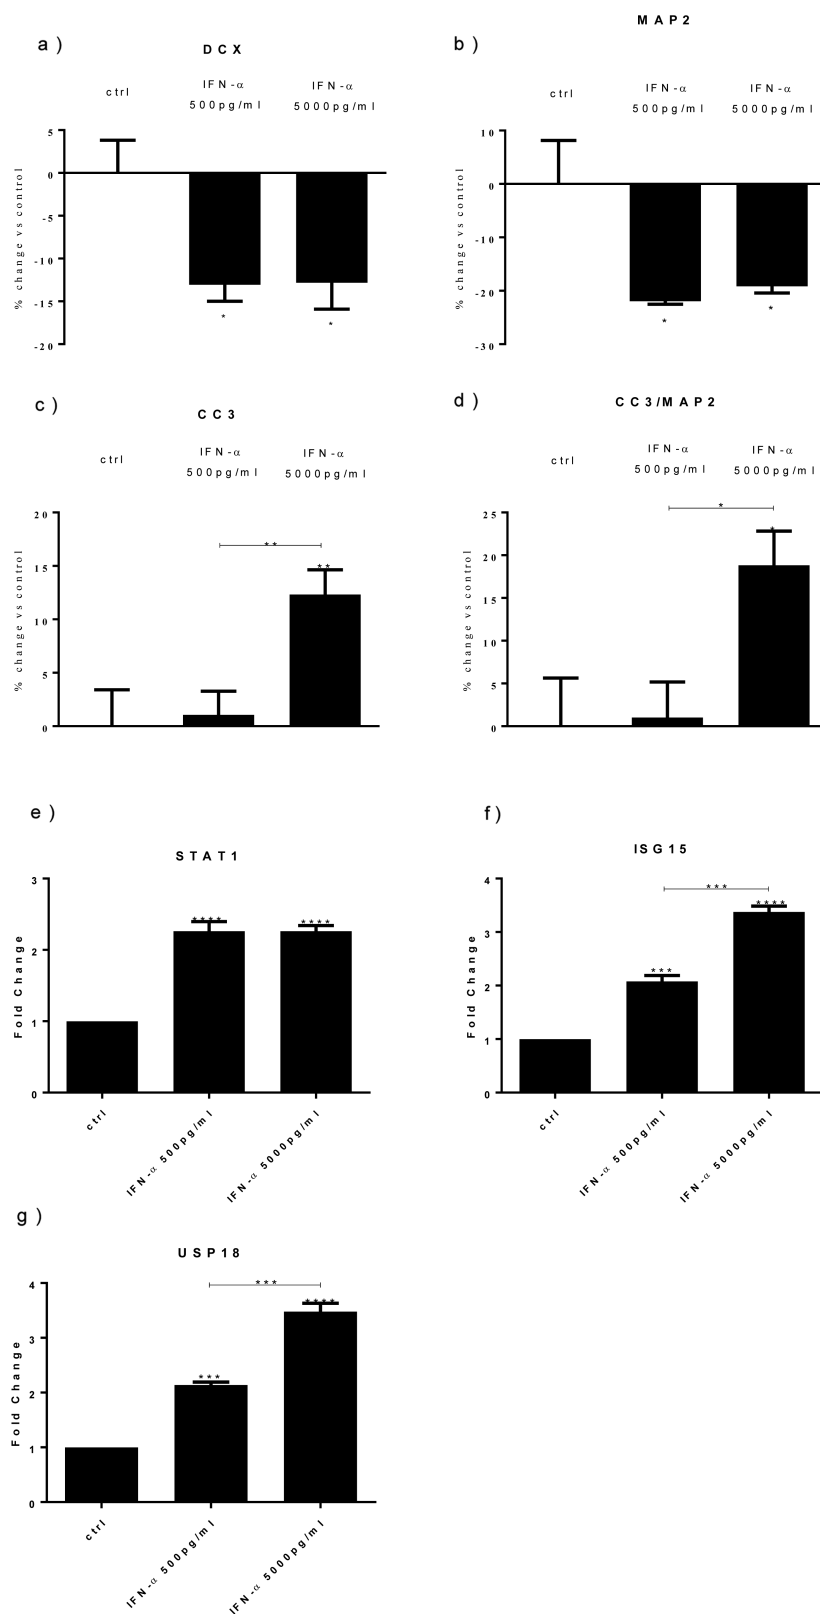 a )
DCX
ctrl
IFN-α
500pg/ml
IFN-α
5000pg/ml
5
0
-5
-10
-15
-20
% change vs control
*
*
b )
MAP2
ctrl
IFN-α
500pg/ml
IFN-α
5000pg/ml
10
0
-10
-20
-30
% change vs control
*
*
c )
CC3
ctrl
IFN-α
500pg/ml
IFN-α
5000pg/ml
20
15
10
5
0
% change vs control
**
**
d )
CC3/MAP2
ctrl
IFN-α
500pg/ml
IFN-α
5000pg/ml
25
20
15
10
5
0
% change vs control
*
*
e )
STAT1
3
2
1
0
Fold Change
****
****
ctrl
IFN-α 500pg/ml
IFN-α 5000pg/ml
f )
ISG15
4
3
2
1
0
Fold Change
***
***
****
ctrl
IFN-α 500pg/ml
IFN-α 5000pg/ml
g )
USP18
4
3
2
1
0
Fold Change
***
***
****
ctrl
IFN-α 500pg/ml
IFN-α 5000pg/ml